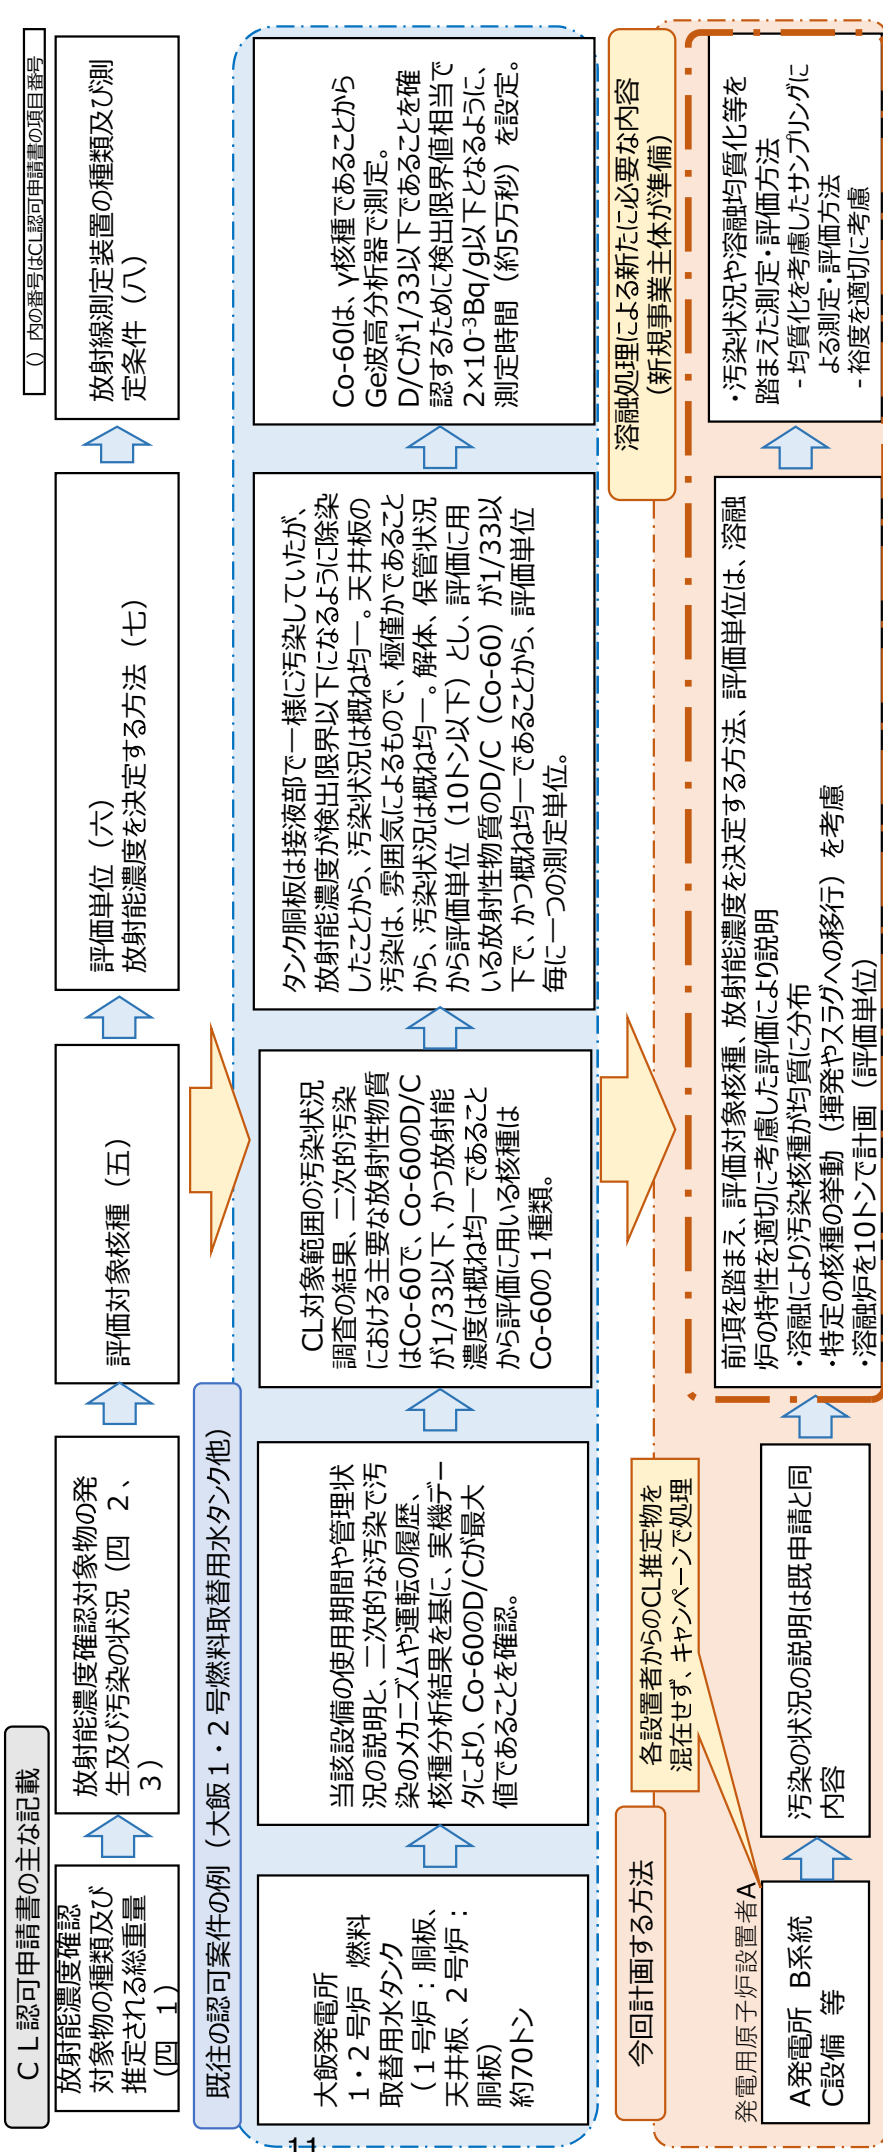 ＣＬ認可申請書の主な記載
（）内の番号はCL認可申請書の項目番号
放射能濃度確認
対象物の種類及び
推定される総重量
（四　１）
放射能濃度確認対象物の発
生及び汚染の状況（四　２、
３）
評価対象核種（五）
評価単位（六）
放射能濃度を決定する方法（七）
放射線測定装置の種類及び測
定条件（八）
既往の認可案件の例（大飯１・２号燃料取替用水タンク他）
大飯発電所
１・２号炉　燃料
取替用水タンク
（１号炉：胴板、
天井板、２号炉：
胴板）
約70トン
当該設備の使用期間や管理状
況の説明と、二次的な汚染で汚
染のメカニズムや運転の履歴、
核種分析結果を基に、実機デー
タにより、Co-60のD/Cが最大
値であることを確認。
CL対象範囲の汚染状況
調査の結果、二次的汚染
における主要な放射性物質
はCo-60で、Co-60のD/C
が1/33以下、かつ放射能
濃度は概ね均一であること
から評価に用いる核種は
Co-60の１種類。
タンク胴板は接液部で一様に汚染していたが、
放射能濃度が検出限界以下になるように除染
したことから、汚染状況は概ね均一。天井板の
汚染は、雰囲気によるもので、極僅かであること
から、汚染状況は概ね均一。解体、保管状況
から評価単位（10トン以下）とし、評価に用
いる放射性物質のD/C（Co-60）が1/33以
下で、かつ概ね均一であることから、評価単位
毎に一つの測定単位。
Co-60は、γ核種であることから
Ge波高分析器で測定。
D/Cが1/33以下であることを確
認するために検出限界値相当で
2×10⁻³Bq/g以下となるように、
測定時間（約5万秒）を設定。
今回計画する方法
各設置者からのCL推定物を
混在せず、キャンペーンで処理
溶融処理による新たに必要な内容
（新規事業主体が準備）
発電用原子炉設置者A
A発電所　B系統
C設備　等
汚染の状況の説明は既申請と同
内容
前項を踏まえ、評価対象核種、放射能濃度を決定する方法、評価単位は、溶融
炉の特性を適切に考慮した評価により説明
・溶融により汚染核種が均質に分布
・特定の核種の挙動（揮発やスラグへの移行）を考慮
・溶融炉を10トンで計画（評価単位）
・汚染状況や溶融均質化等を
踏まえた測定・評価方法
- 均質化を考慮したサンプリングに
よる測定・評価方法
- 裕度を適切に考慮
11